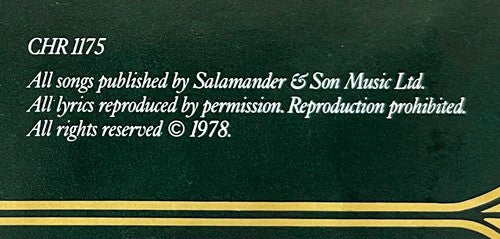 CHR 1175
All songs published by Salamander & Son Music Ltd.
All lyrics reproduced by permission. Reproduction prohibited.
All rights reserved © 1978.